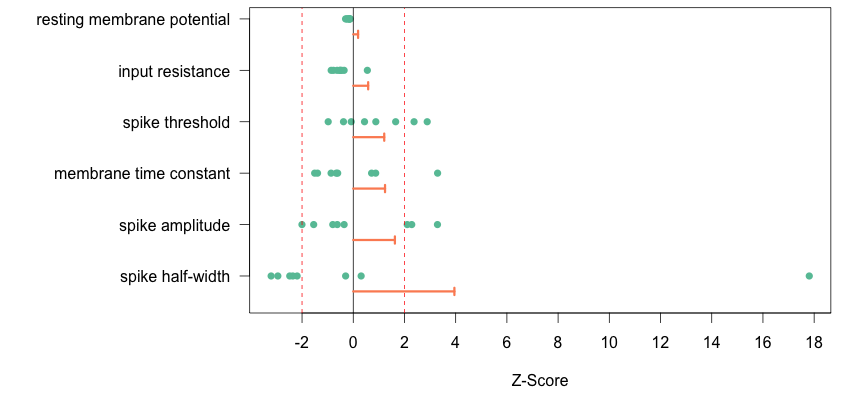 resting membrane potential
input resistance
spike threshold
membrane time constant
spike amplitude
spike half-width
-2 0 2 4 6 8 10 12 14 16 18
Z-Score